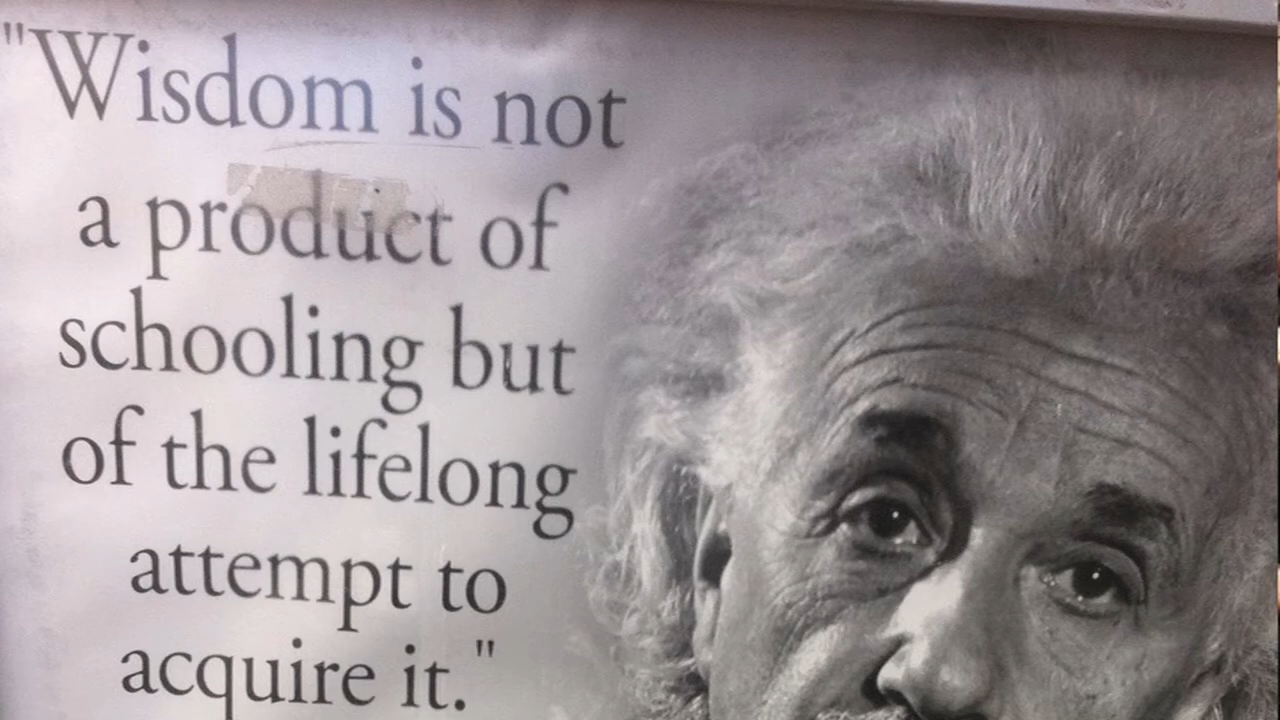 "Wisdom is not
a product of
schooling but
of the lifelong
attempt to
acquire it."